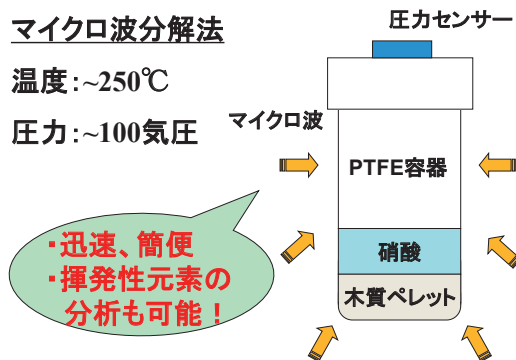 マイクロ波分解法
圧力センサー
温度:~250℃
圧力:~100気圧
マイクロ波
PTFE容器
・迅速、簡便
・揮発性元素の
分析も可能！
硝酸
木質ペレット